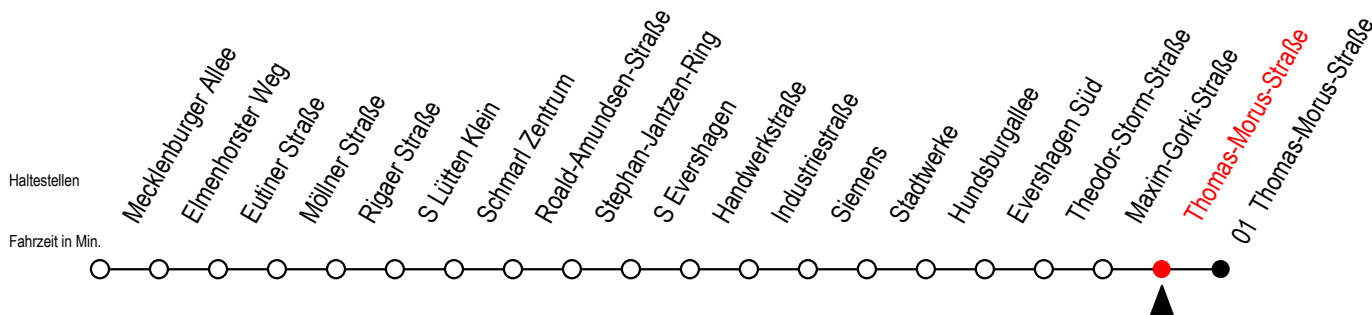 Haltestellen
Mecklenburger Allee
Elmenhorster Weg
Eutiner Straße
Möllner Straße
Rigaer Straße
S Lütten Klein
Schmarl Zentrum
Roald-Amundsen-Straße
Stephan-Jantzen-Ring
S Evershagen
Handwerkstraße
Industriestraße
Siemens
Stadtwerke
Hundsburgallee
Evershagen Süd
Theodor-Storm-Straße
Maxim-Gorki-Straße
Thomas-Morus-Straße
01 Thomas-Morus-Straße
Fahrzeit in Min.